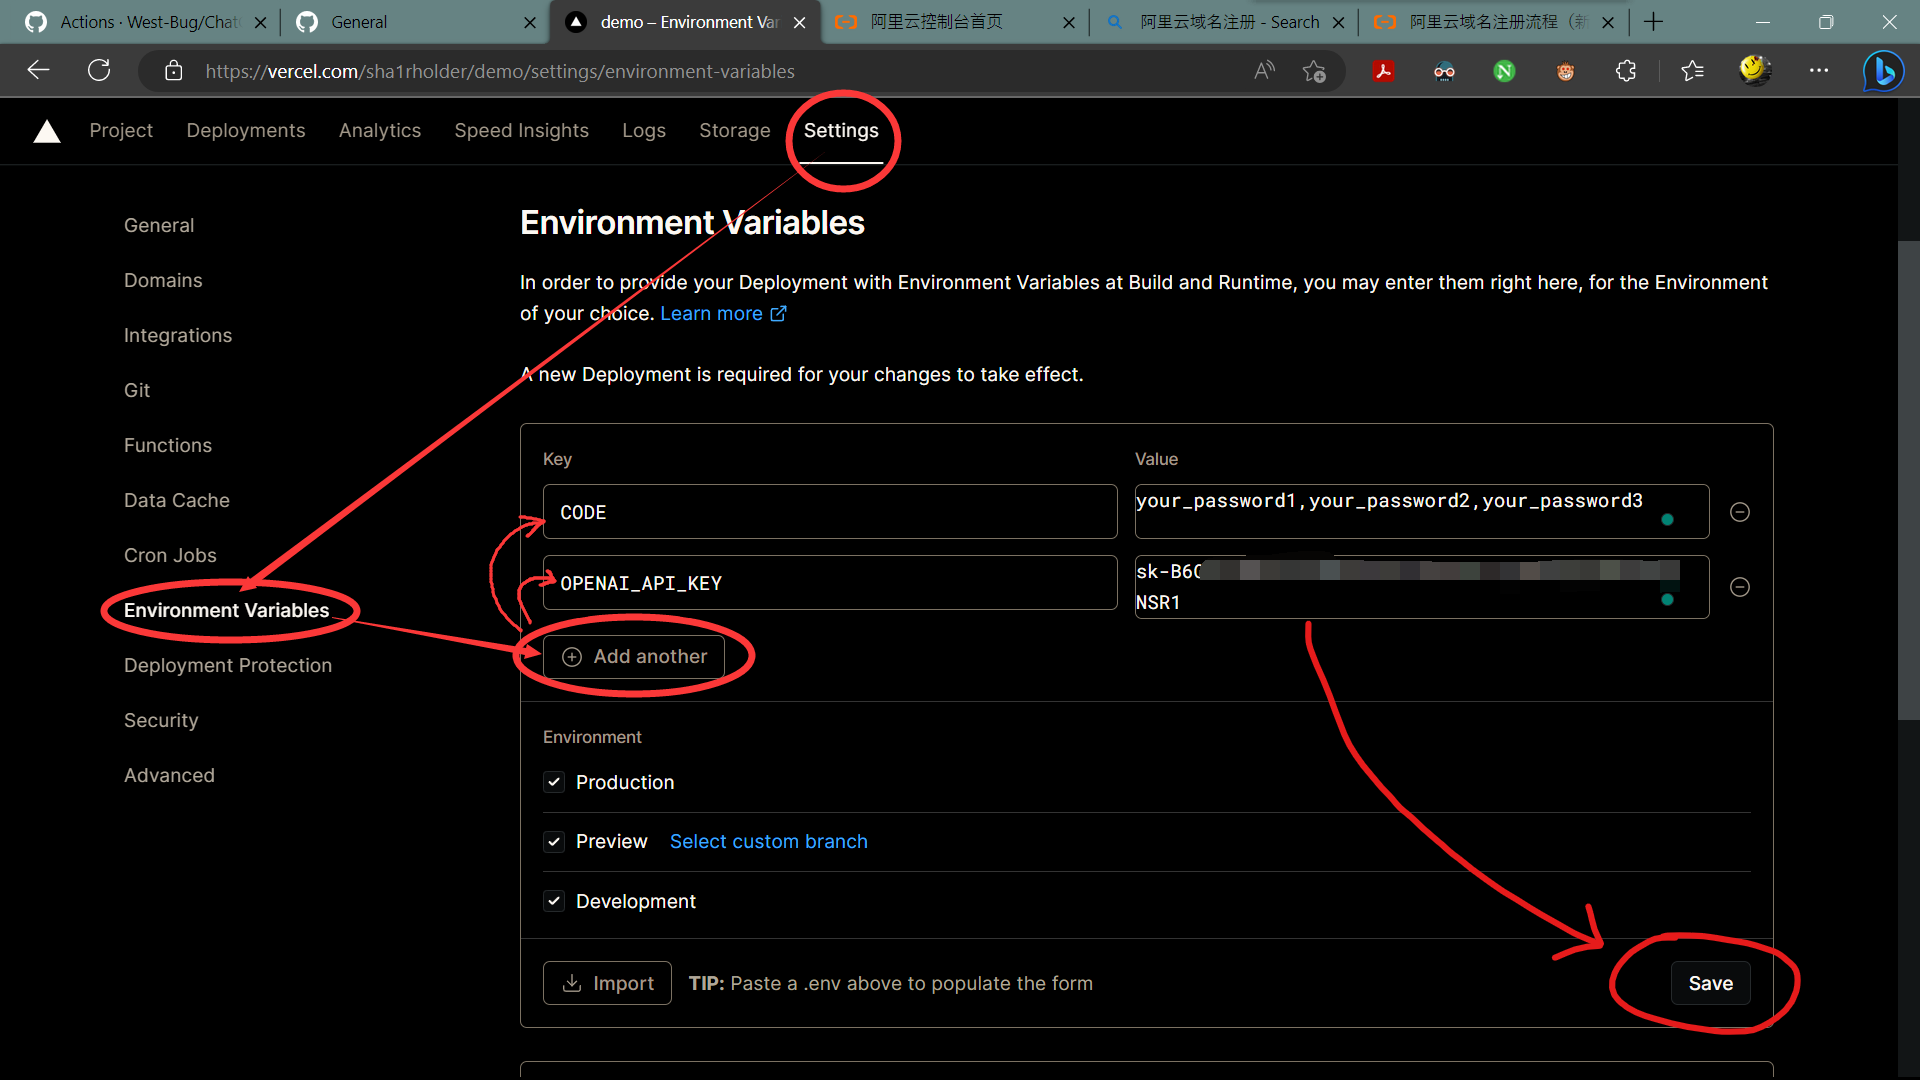 Actions · West-Bug/Chat
General
demo – Environment Var
阿里云控制台首页
阿里云域名注册 - Search
阿里云域名注册流程（新
https://vercel.com/sha1rholder/demo/settings/environment-variables
Project
Deployments
Analytics
Speed Insights
Logs
Storage
Settings
General
Domains
Integrations
Git
Functions
Data Cache
Cron Jobs
Environment Variables
Deployment Protection
Security
Advanced
Environment Variables
In order to provide your Deployment with Environment Variables at Build and Runtime, you may enter them right here, for the Environment
of your choice. Learn more
A new Deployment is required for your changes to take effect.
Key
Value
CODE
your_password1,your_password2,your_password3
OPENAI_API_KEY
sk-B6
NSR1
Add another
Environment
Production
Preview
Select custom branch
Development
Import
TIP: Paste a .env above to populate the form
Save